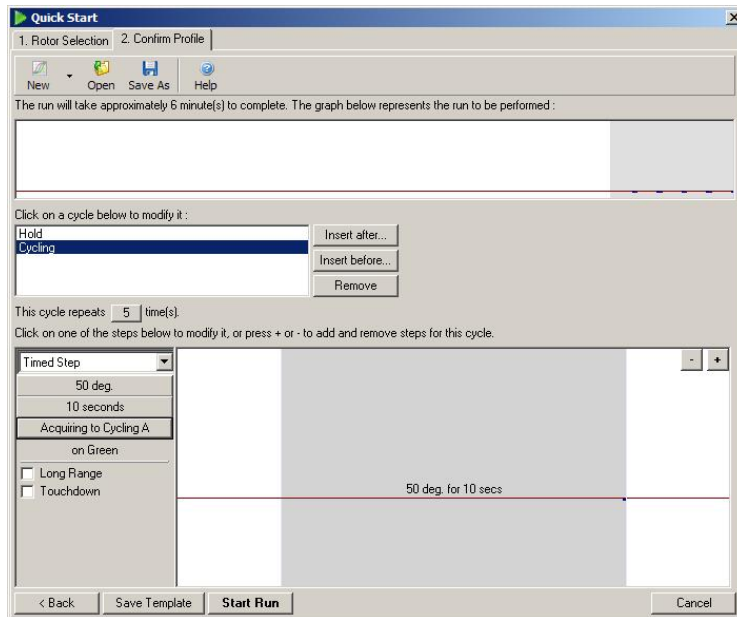 Quick Start
1. Rotor Selection 2. Confirm Profile
New Open Save As Help
The run will take approximately 6 minute(s) to complete. The graph below represents the run to be performed :
Click on a cycle below to modify it :
Hold
Cycling
Insert after...
Insert before...
Remove
This cycle repeats 5 time(s).
Click on one of the steps below to modify it, or press + or - to add and remove steps for this cycle.
Timed Step
- +
50 deg.
10 seconds
Acquiring to Cycling A
on Green
Long Range
Touchdown
50 deg. for 10 secs
< Back Save Template Start Run Cancel